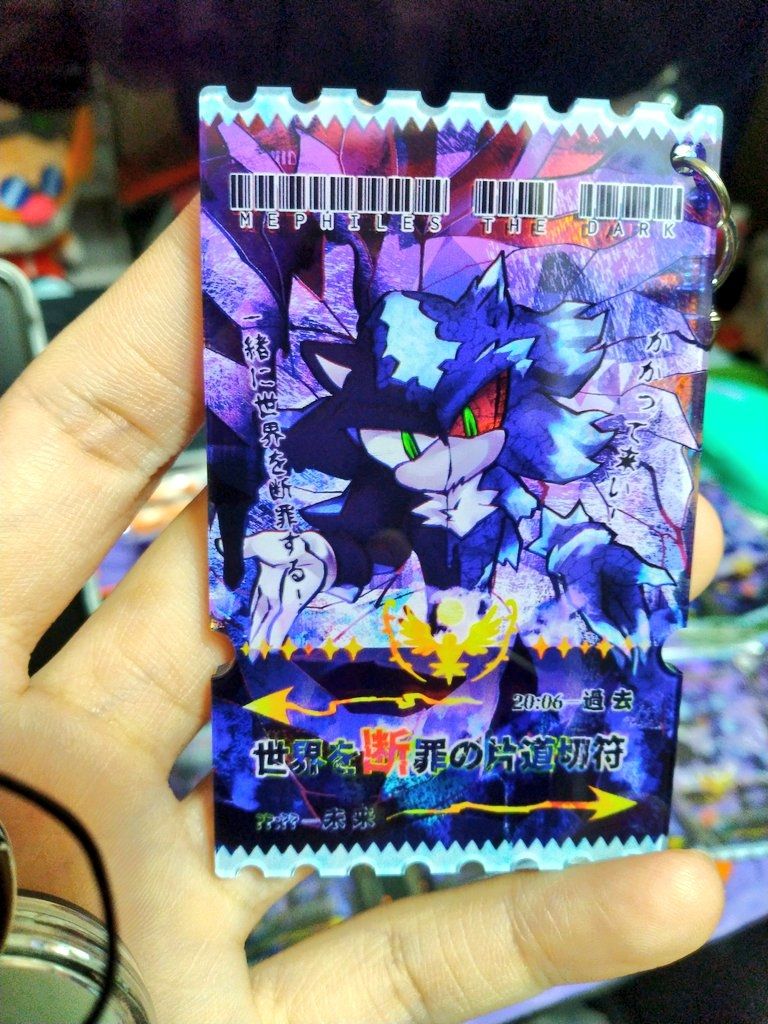 MEPHILES THE DARK
かかって来い…
一緒に世界を断罪する…
20:06—過去
世界を断罪の片道切符
??:??—未来